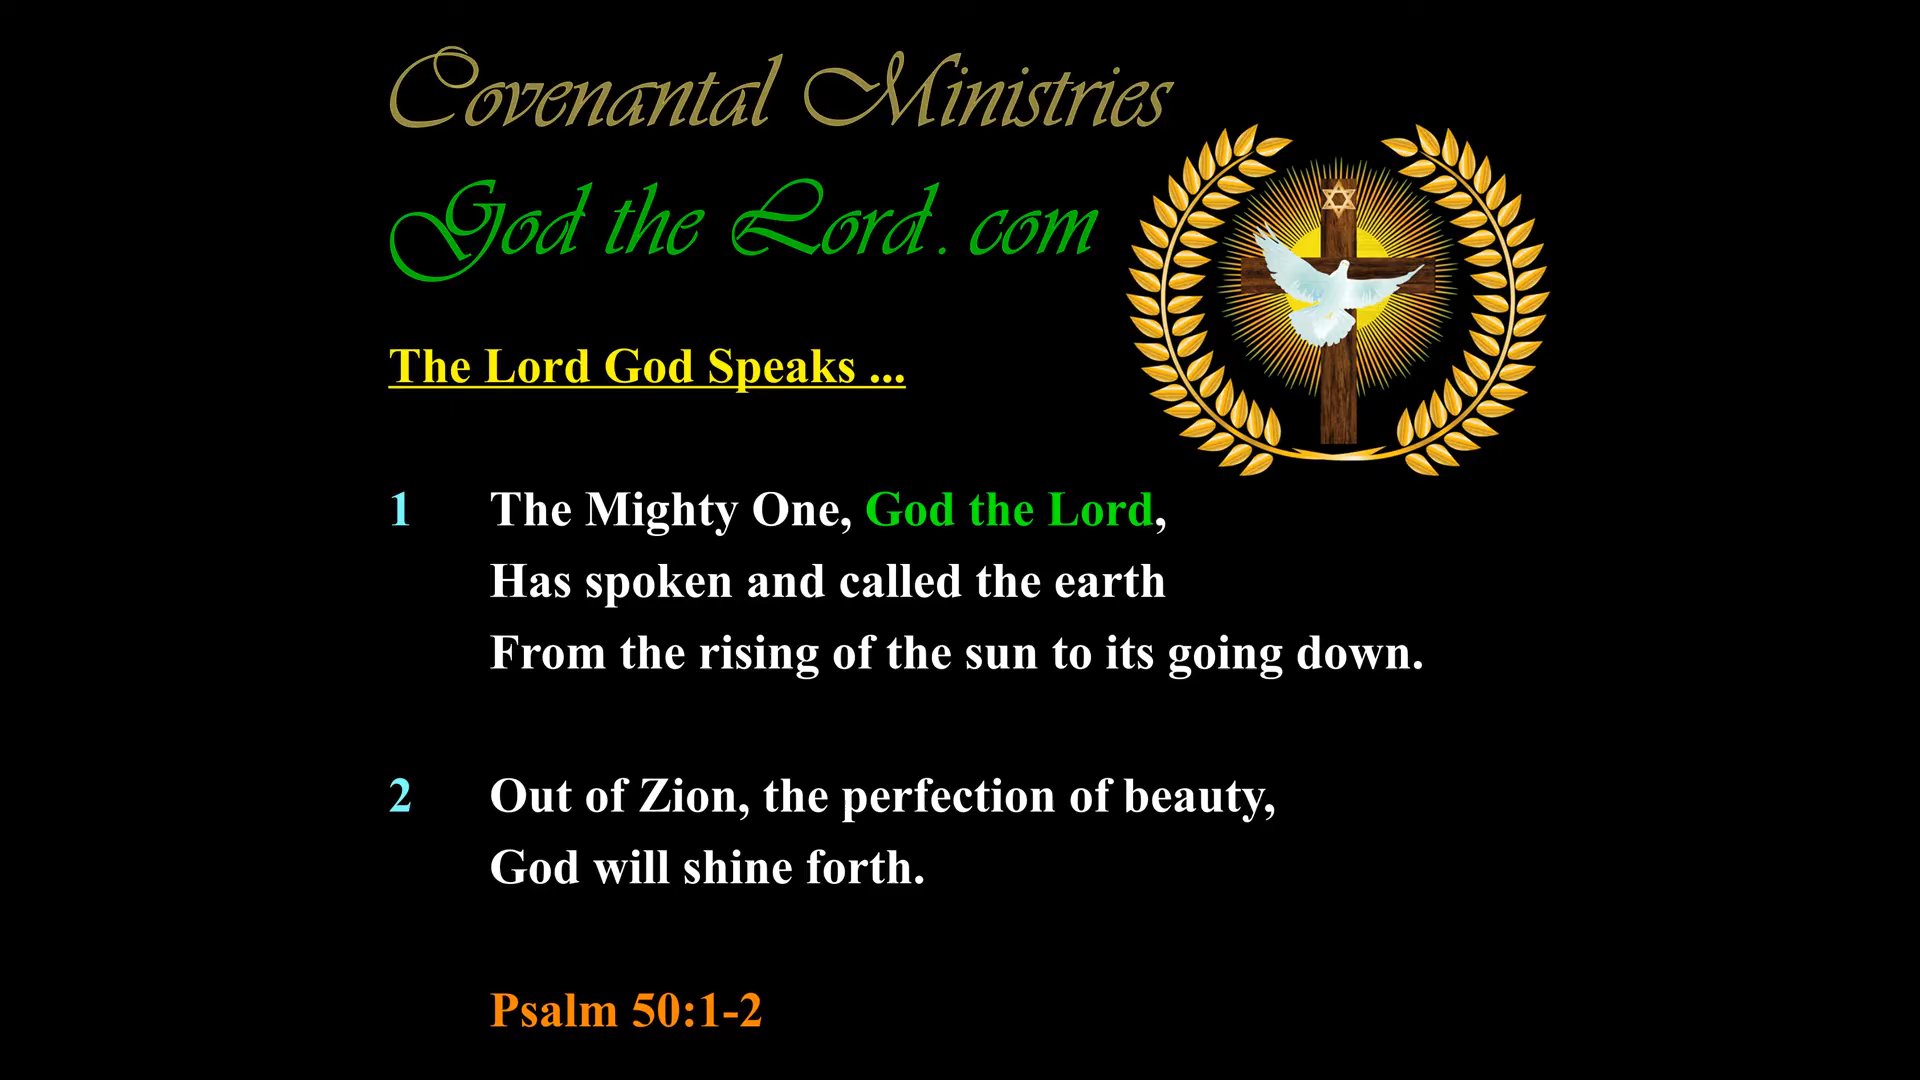 Covenantal Ministries
God the Lord.com
The Lord God Speaks ...
1 The Mighty One, God the Lord,
Has spoken and called the earth
From the rising of the sun to its going down.
2 Out of Zion, the perfection of beauty,
God will shine forth.
Psalm 50:1-2